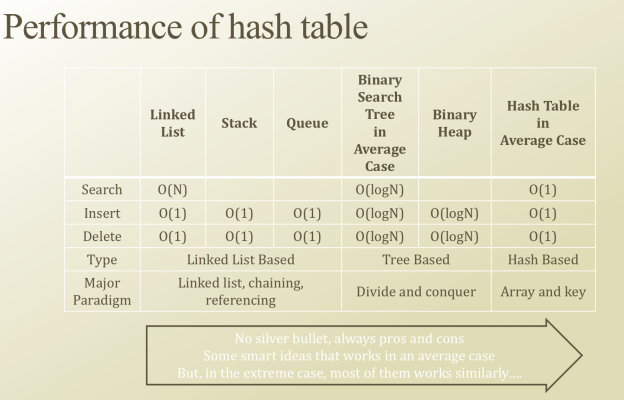 Performance of hash table
Linked
List
Stack
Queue
Binary
Search
Tree
in
Average
Case
Binary
Heap
Hash Table
in
Average Case
Search O(N) O(logN) O(1)
Insert O(1) O(1) O(1) O(logN) O(logN) O(1)
Delete O(1) O(1) O(1) O(logN) O(logN) O(1)
Type Linked List Based Tree Based Hash Based
Major
Paradigm
Linked list, chaining,
referencing
Divide and conquer
Array and key
No silver bullet, always pros and cons
Some smart ideas that works in an average case
But, in the extreme case, most of them works similarly....